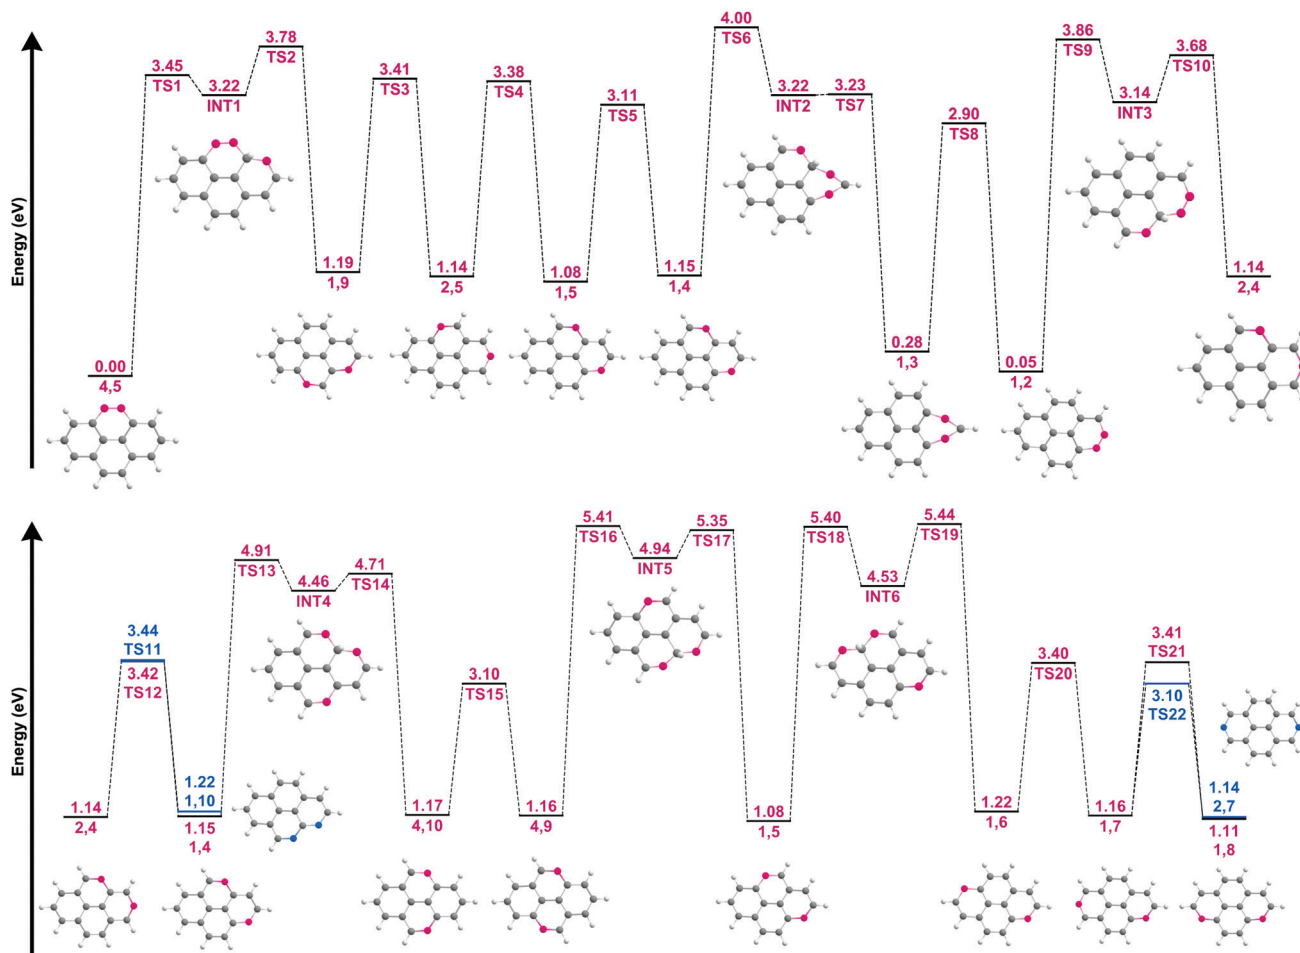 Energy (eV)
3.45
TS1
3.22
INT1
3.78
TS2
3.41
TS3
3.38
TS4
3.11
TS5
4.00
TS6
3.22
INT2
3.23
TS7
2.90
TS8
3.86
TS9
3.14
INT3
3.68
TS10
0.00
4,5
1.19
1,9
1.14
2,5
1.08
1,5
1.15
1,4
0.28
1,3
0.05
1,2
1.14
2,4
Energy (eV)
1.14
2,4
3.44
TS11
3.42
TS12
1.22
1,10
1.15
1,4
4.91
TS13
4.46
INT4
4.71
TS14
1.17
4,10
3.10
TS15
1.16
4,9
5.41
TS16
4.94
INT5
5.35
TS17
1.08
1,5
5.40
TS18
4.53
INT6
5.44
TS19
1.22
1,6
3.40
TS20
1.16
1,7
3.41
TS21
3.10
TS22
1.14
2,7
1.11
1,8